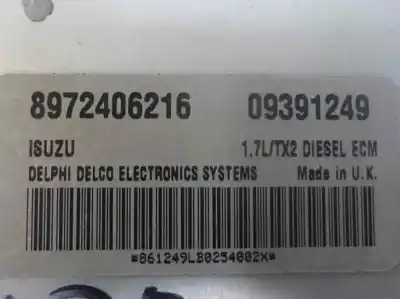 8972406216 09391249
ISUZU 1.7L/TX2 DIESEL ECM
DELPHI DELCO ELECTRONICS SYSTEMS Made in U.K.
*861249LB0254002X*